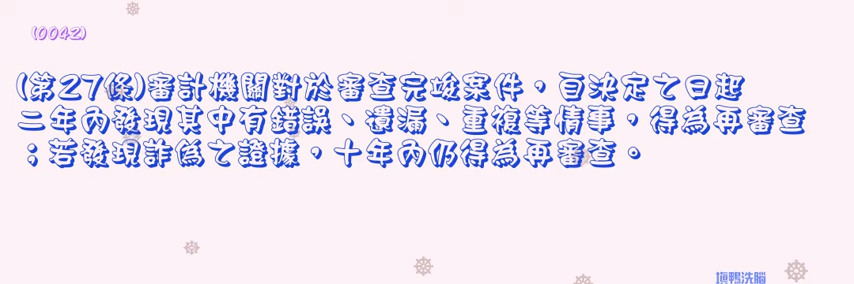 (0042)
(第27條)審計機關對於審查完竣案件，自決定之日起
二年內發現其中有錯誤、遺漏、重複等情事，得為再審查
；若發現詐偽之證據，十年內仍得為再審查。
填鴨洗腦